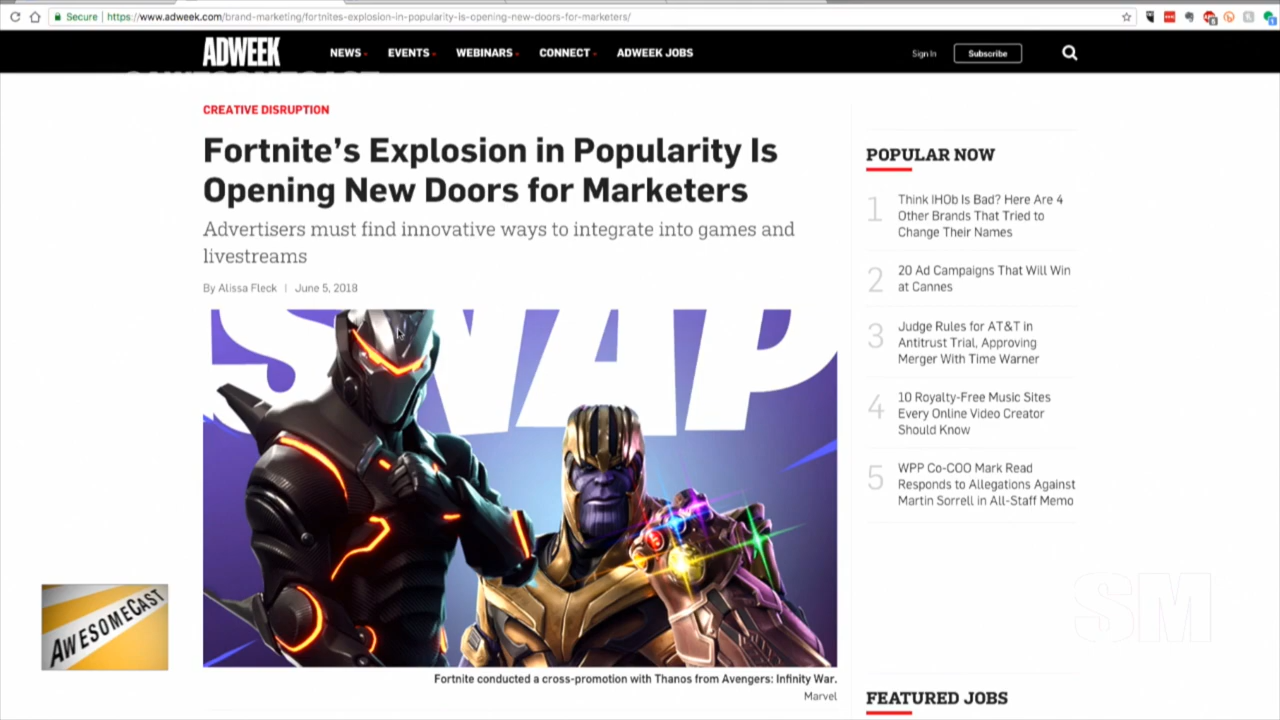 Secure | https://www.adweek.com/brand-marketing/fortnites-explosion-in-popularity-is-opening-new-doors-for-marketers/
ADWEEK
NEWS
EVENTS
WEBINARS
CONNECT
ADWEEK JOBS
Sign In
Subscribe
CREATIVE DISRUPTION
Fortnite's Explosion in Popularity Is
Opening New Doors for Marketers
Advertisers must find innovative ways to integrate into games and
livestreams
By Alissa Fleck | June 5, 2018
SNAP
Fortnite conducted a cross-promotion with Thanos from Avengers: Infinity War.
Marvel
POPULAR NOW
1
Think IHOb Is Bad? Here Are 4
Other Brands That Tried to
Change Their Names
2
20 Ad Campaigns That Will Win
at Cannes
3
Judge Rules for AT&T in
Antitrust Trial, Approving
Merger With Time Warner
4
10 Royalty-Free Music Sites
Every Online Video Creator
Should Know
5
WPP Co-COO Mark Read
Responds to Allegations Against
Martin Sorrell in All-Staff Memo
FEATURED JOBS
AWESOMECAST
SM